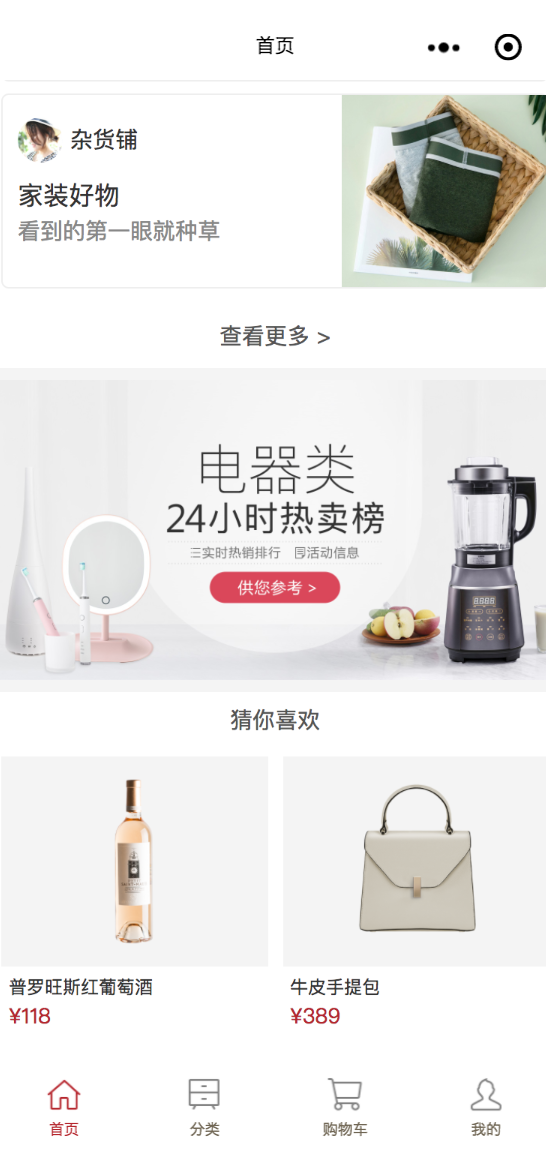 首页
杂货铺
家装好物
看到的第一眼就种草
查看更多 >
电器类
24小时热卖榜
实时热销排行 活动信息
供您参考 >
猜你喜欢
普罗旺斯红葡萄酒
牛皮手提包
¥118
¥389
首页
分类
购物车
我的